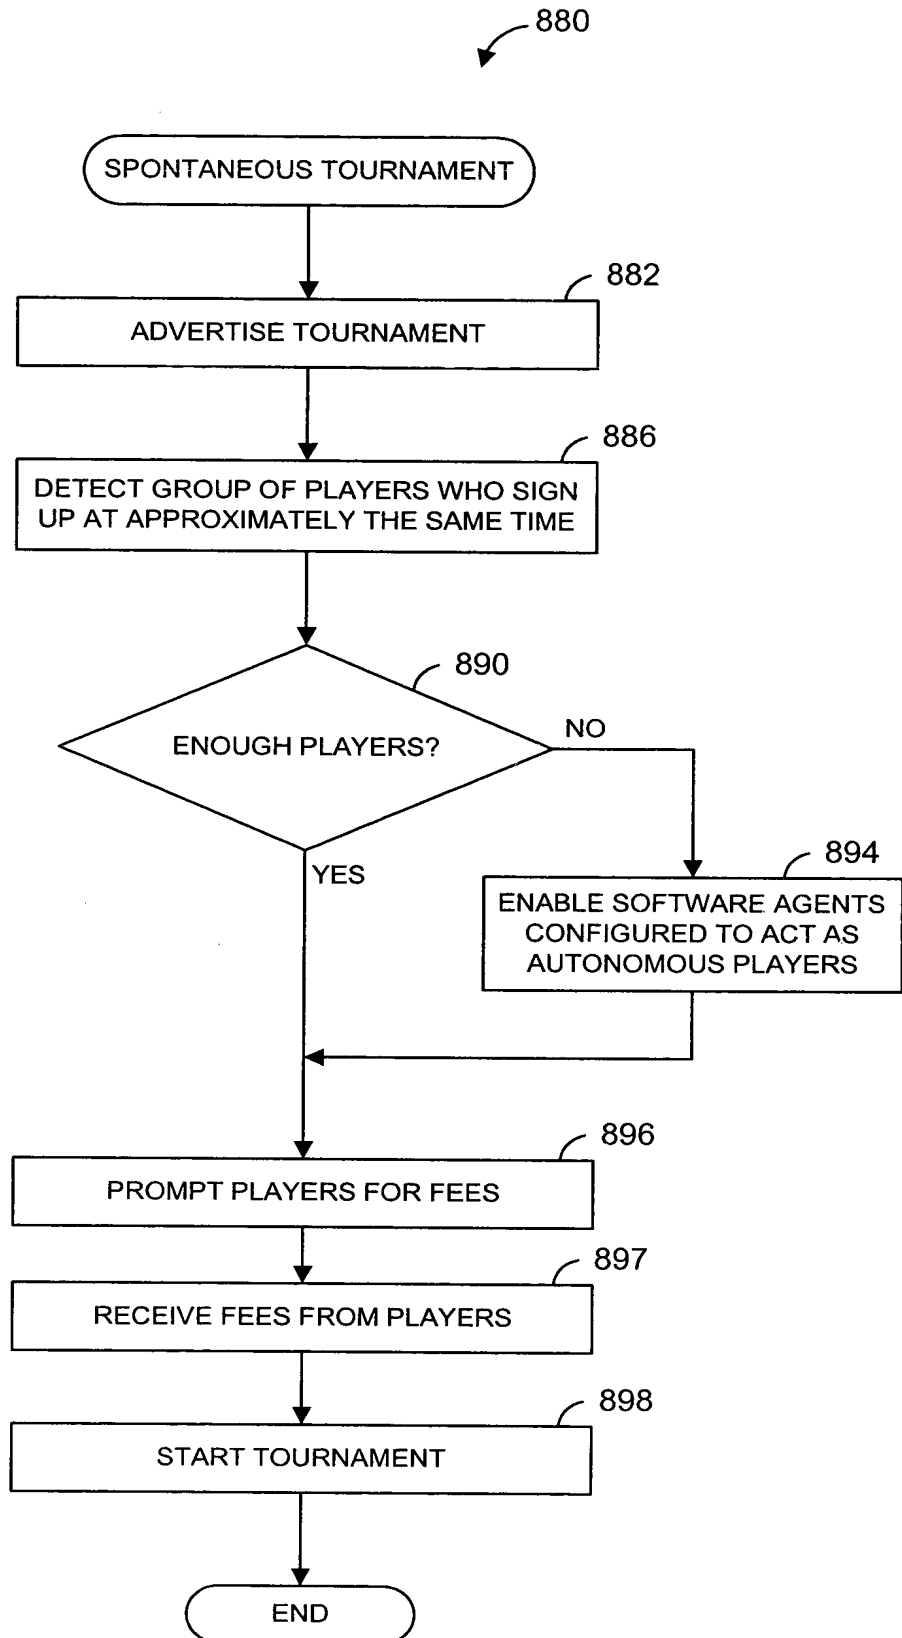 880
SPONTANEOUS TOURNAMENT
882
ADVERTISE TOURNAMENT
886
DETECT GROUP OF PLAYERS WHO SIGN
UP AT APPROXIMATELY THE SAME TIME
890
ENOUGH PLAYERS?
NO
YES
894
ENABLE SOFTWARE AGENTS
CONFIGURED TO ACT AS
AUTONOMOUS PLAYERS
896
PROMPT PLAYERS FOR FEES
897
RECEIVE FEES FROM PLAYERS
898
START TOURNAMENT
END